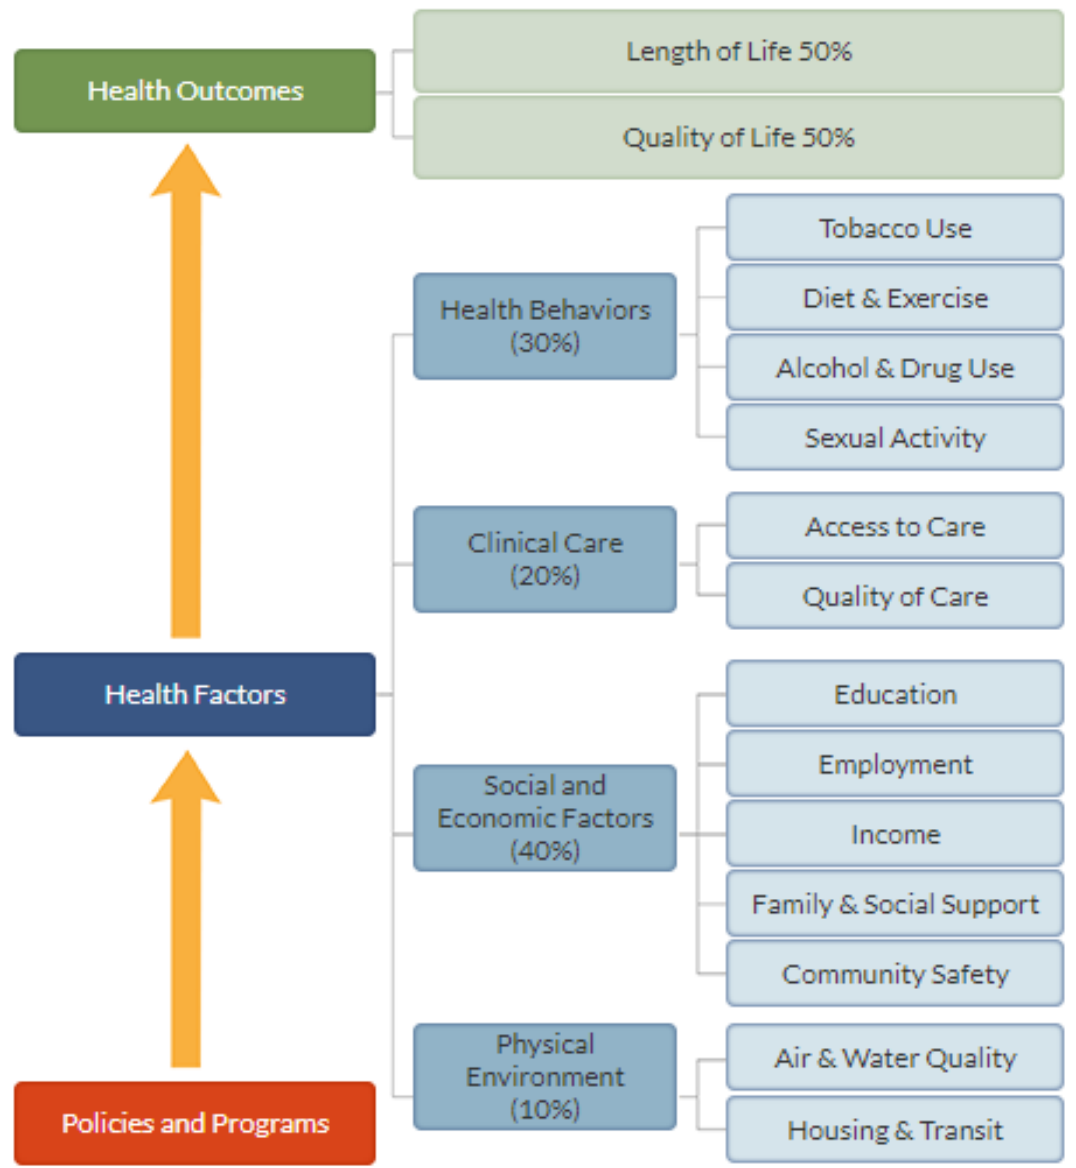 Health Outcomes
Length of Life 50%
Quality of Life 50%
Health Behaviors
(30%)
Tobacco Use
Diet & Exercise
Alcohol & Drug Use
Sexual Activity
Clinical Care
(20%)
Access to Care
Quality of Care
Health Factors
Social and
Economic Factors
(40%)
Education
Employment
Income
Family & Social Support
Community Safety
Physical
Environment
(10%)
Air & Water Quality
Housing & Transit
Policies and Programs